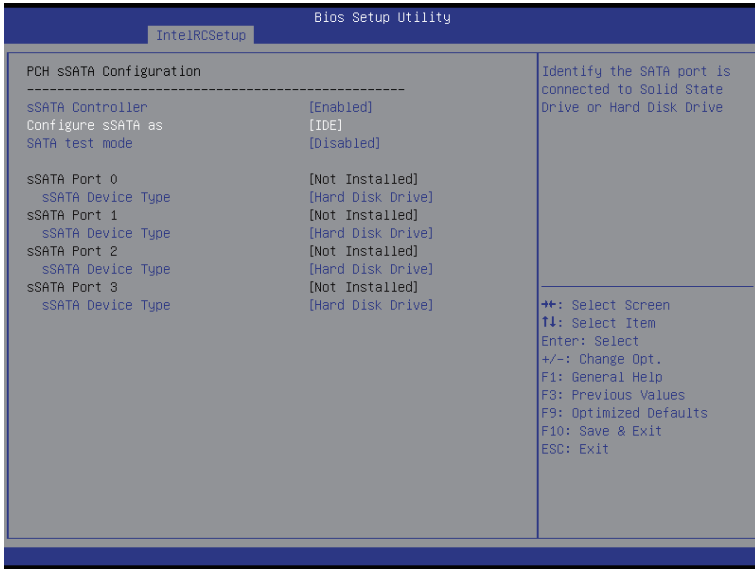 Bios Setup Utility
IntelRCSetup
PCH sSATA Configuration
--------------------------------------------------
sSATA Controller [Enabled]
Configure sSATA as [IDE]
SATA test mode [Disabled]
sSATA Port 0 [Not Installed]
sSATA Device Type [Hard Disk Drive]
sSATA Port 1 [Not Installed]
sSATA Device Type [Hard Disk Drive]
sSATA Port 2 [Not Installed]
sSATA Device Type [Hard Disk Drive]
sSATA Port 3 [Not Installed]
sSATA Device Type [Hard Disk Drive]
Identify the SATA port is
connected to Solid State
Drive or Hard Disk Drive
→←: Select Screen
↑↓: Select Item
Enter: Select
+/-: Change Opt.
F1: General Help
F3: Previous Values
F9: Optimized Defaults
F10: Save & Exit
ESC: Exit